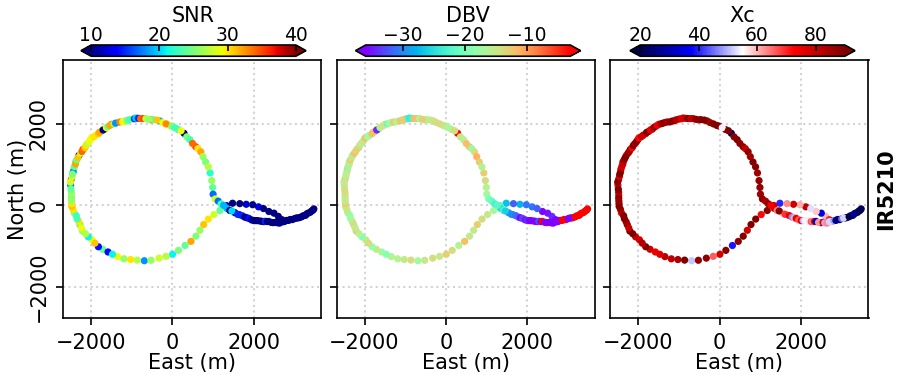 SNR DBV Xc
10 20 30 40 −30 −20 −10 20 40 60 80
2000
0
−2000
North (m)
IR5210
−2000 0 2000 −2000 0 2000 −2000 0 2000
East (m) East (m) East (m)